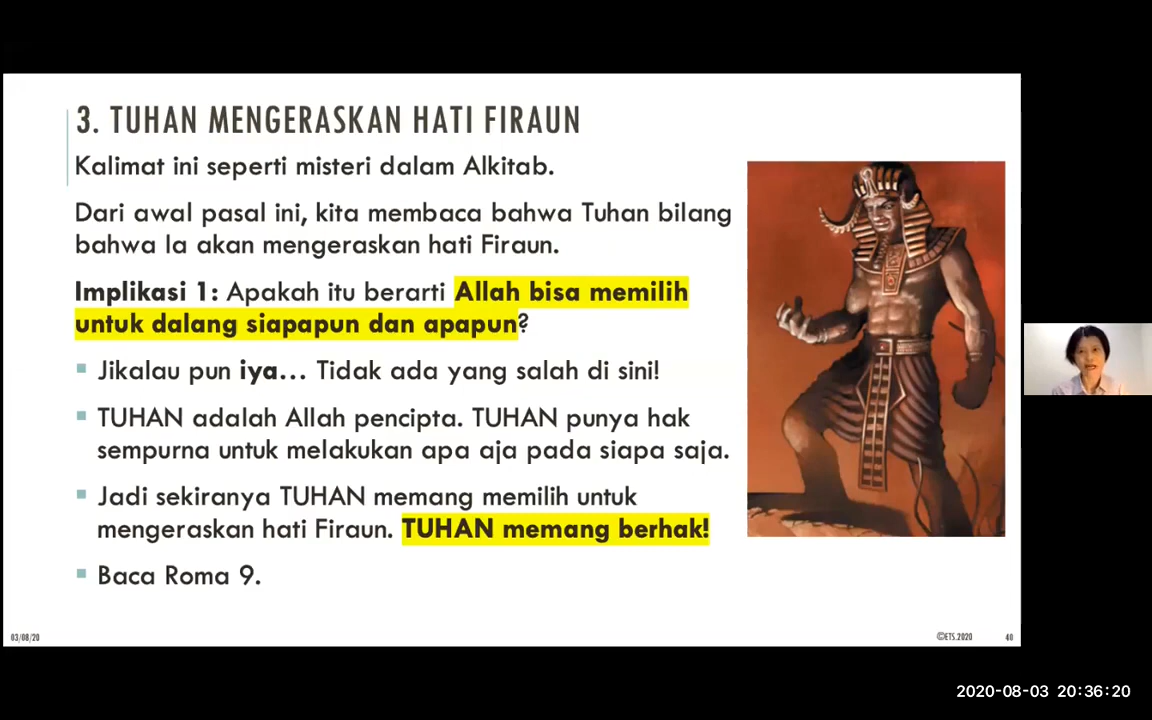 3. TUHAN MENGERASKAN HATI FIRAUN
Kalimat ini seperti misteri dalam Alkitab.
Dari awal pasal ini, kita membaca bahwa Tuhan bilang
bahwa Ia akan mengeraskan hati Firaun.
Implikasi 1: Apakah itu berarti Allah bisa memilih
untuk dalang siapapun dan apapun?
Jikalau pun iya... Tidak ada yang salah di sini!
TUHAN adalah Allah pencipta. TUHAN punya hak
sempurna untuk melakukan apa aja pada siapa saja.
Jadi sekiranya TUHAN memang memilih untuk
mengeraskan hati Firaun. TUHAN memang berhak!
Baca Roma 9.
03/08/20
©ETS.2020
40
2020-08-03 20:36:20